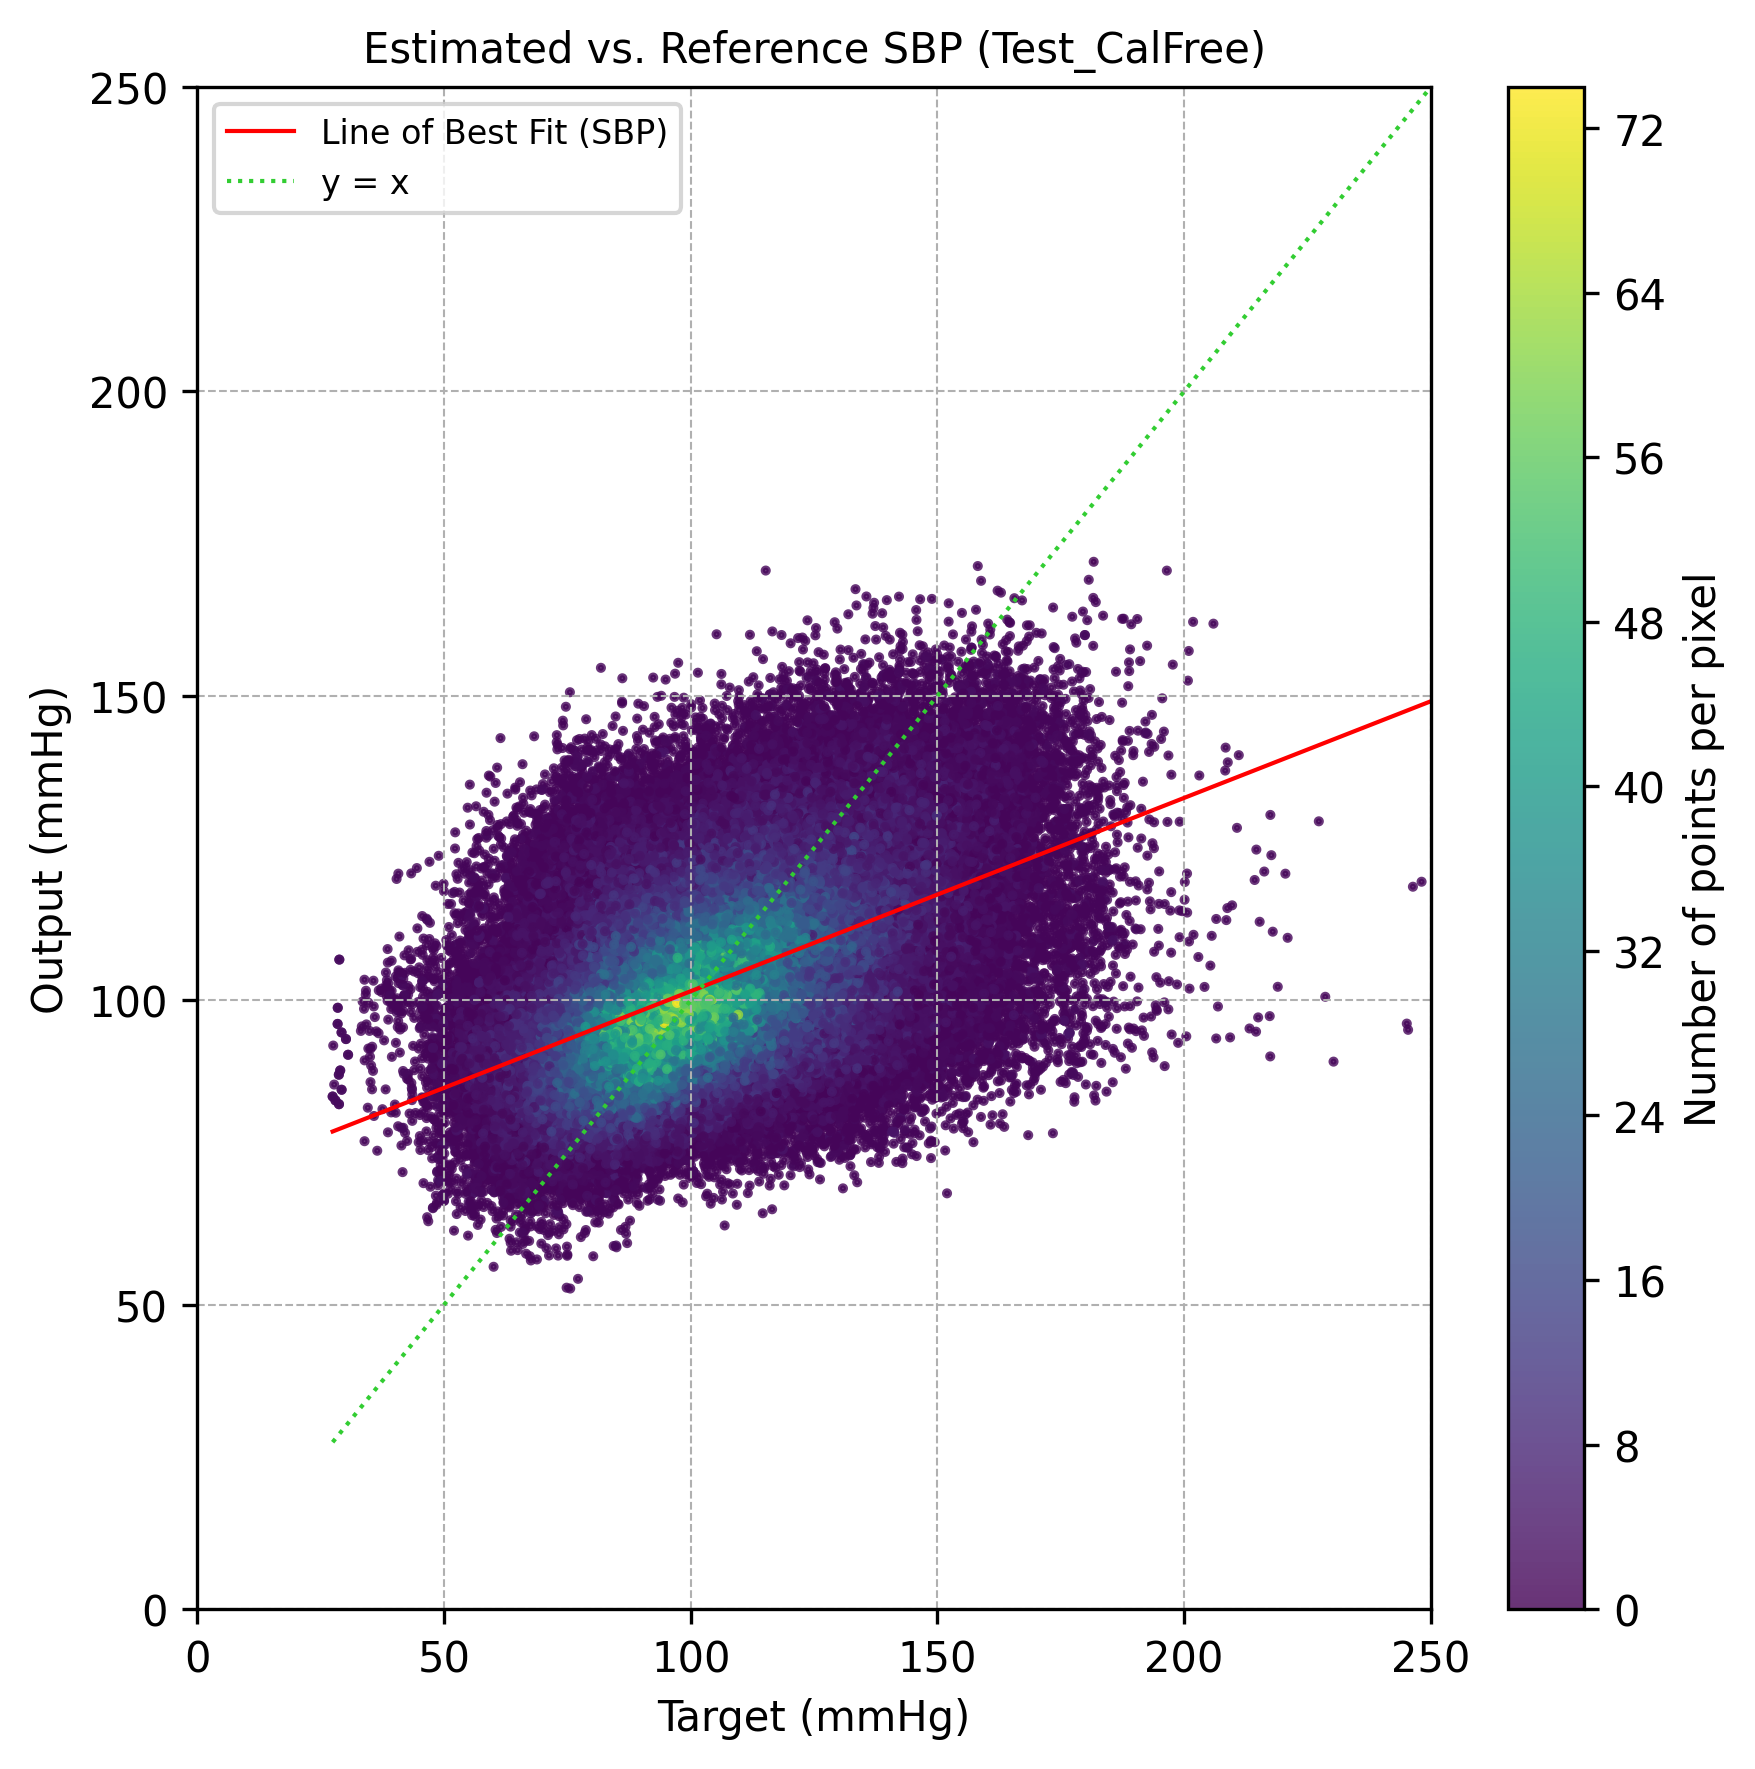 Estimated vs. Reference SBP (Test_CalFree)
Line of Best Fit (SBP)
y = x
250
200
150
100
50
0
Output (mmHg)
0 50 100 150 200 250
Target (mmHg)
72
64
56
48
40
32
24
16
8
0
Number of points per pixel